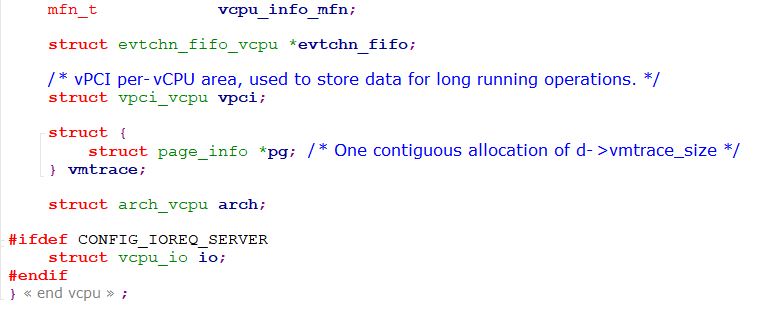 mfn_t vcpu_info_mfn;
struct evtchn_fifo_vcpu *evtchn_fifo;
/* vPCI per-vCPU area, used to store data for long running operations. */
struct vpci_vcpu vpci;
struct {
struct page_info *pg; /* One contiguous allocation of d->vmtrace_size */
} vmtrace;
struct arch_vcpu arch;
#ifdef CONFIG_IOREQ_SERVER
struct vcpu_io io;
#endif
} « end vcpu » ;